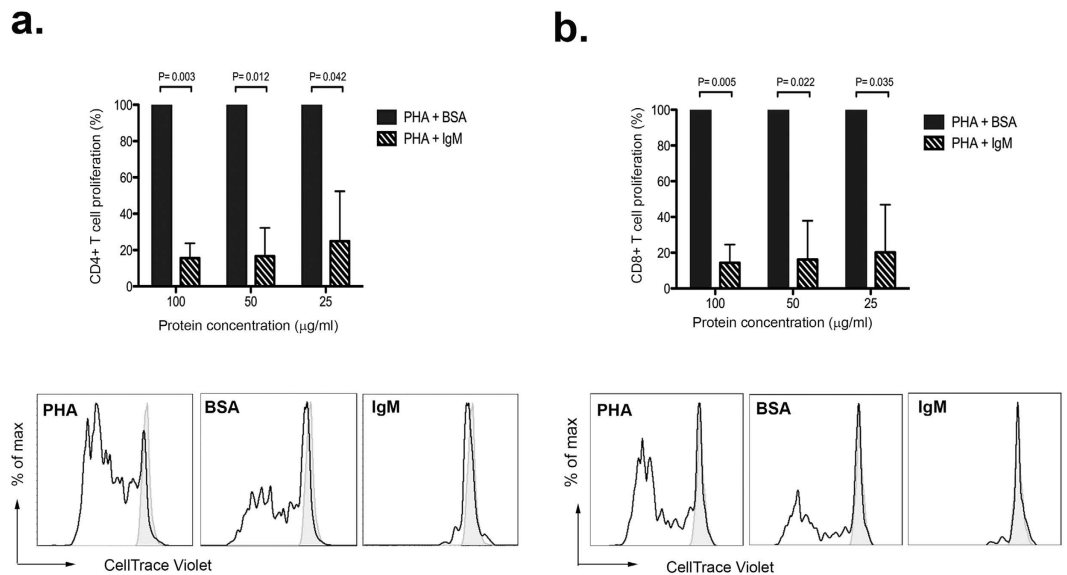 a.
P= 0.003 P= 0.012 P= 0.042
100
80
60
40
20
0
CD4+ T cell proliferation (%)
PHA + BSA
PHA + IgM
100 50 25
Protein concentration (μg/ml)
PHA BSA IgM
% of max
CellTrace Violet
b.
P= 0.005 P= 0.022 P= 0.035
100
80
60
40
20
0
CD8+ T cell proliferation (%)
PHA + BSA
PHA + IgM
100 50 25
Protein concentration (μg/ml)
PHA BSA IgM
% of max
CellTrace Violet